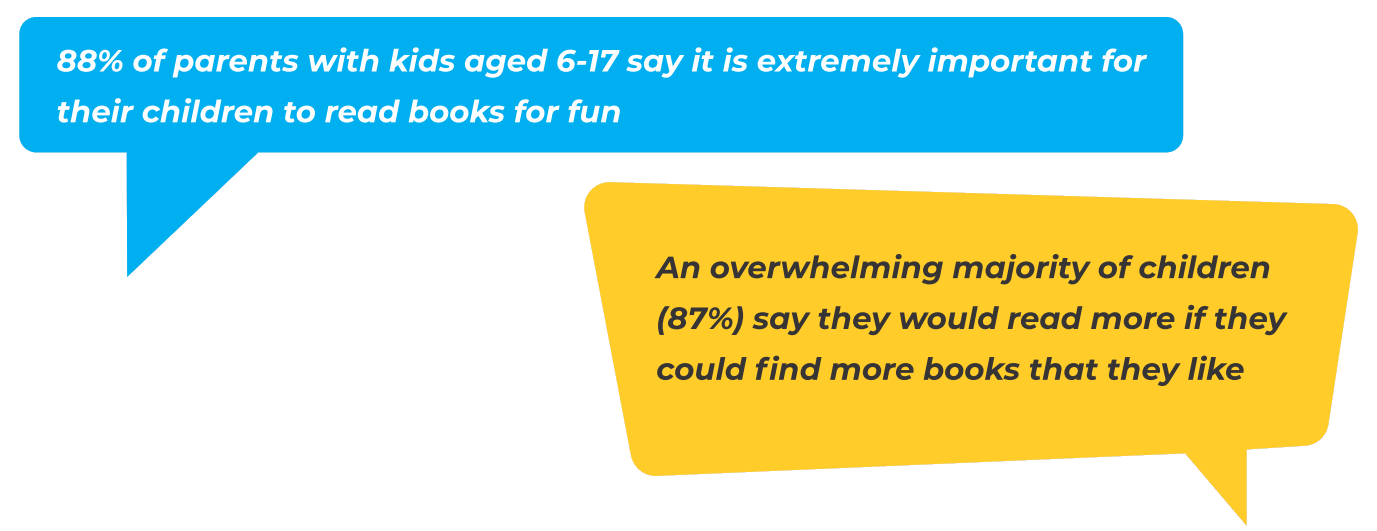 88% of parents with kids aged 6-17 say it is extremely important for
their children to read books for fun
An overwhelming majority of children
(87%) say they would read more if they
could find more books that they like